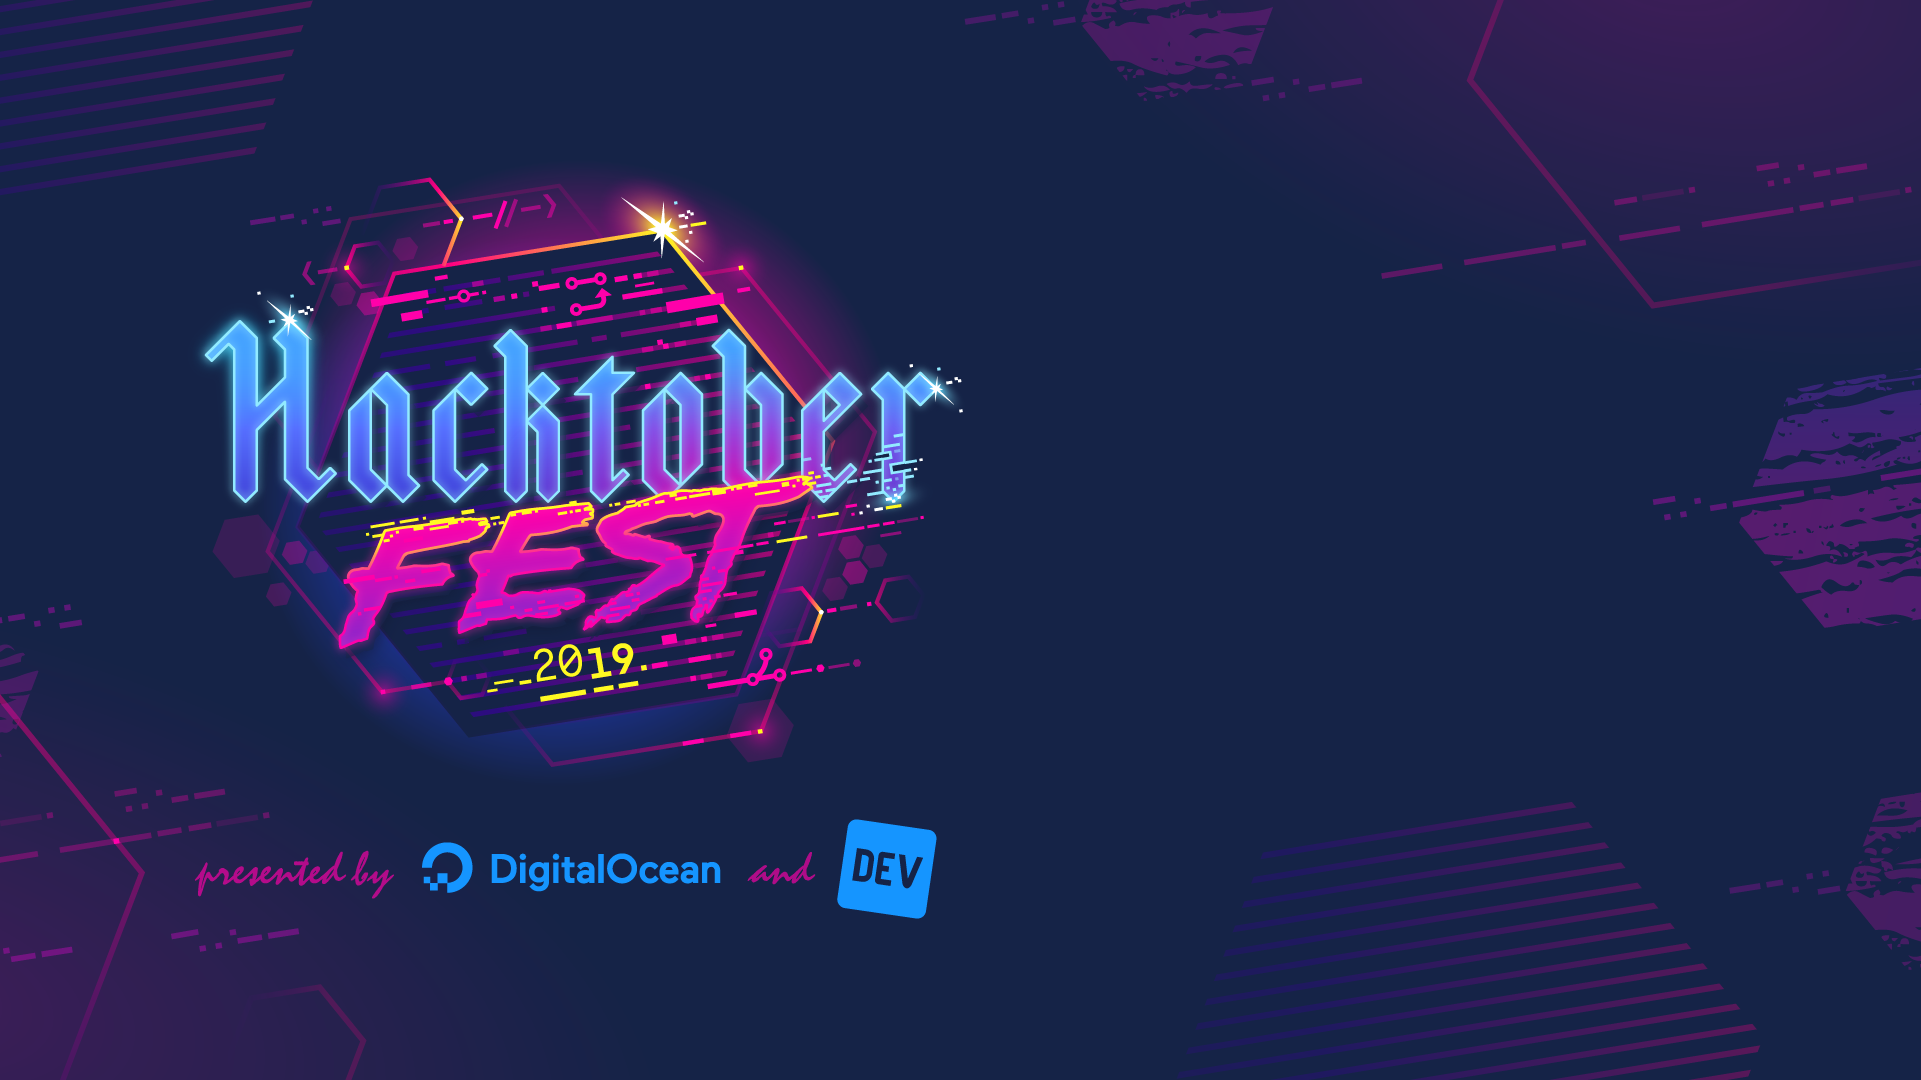 Hacktober
FEST
2019.
presented by DigitalOcean and DEV